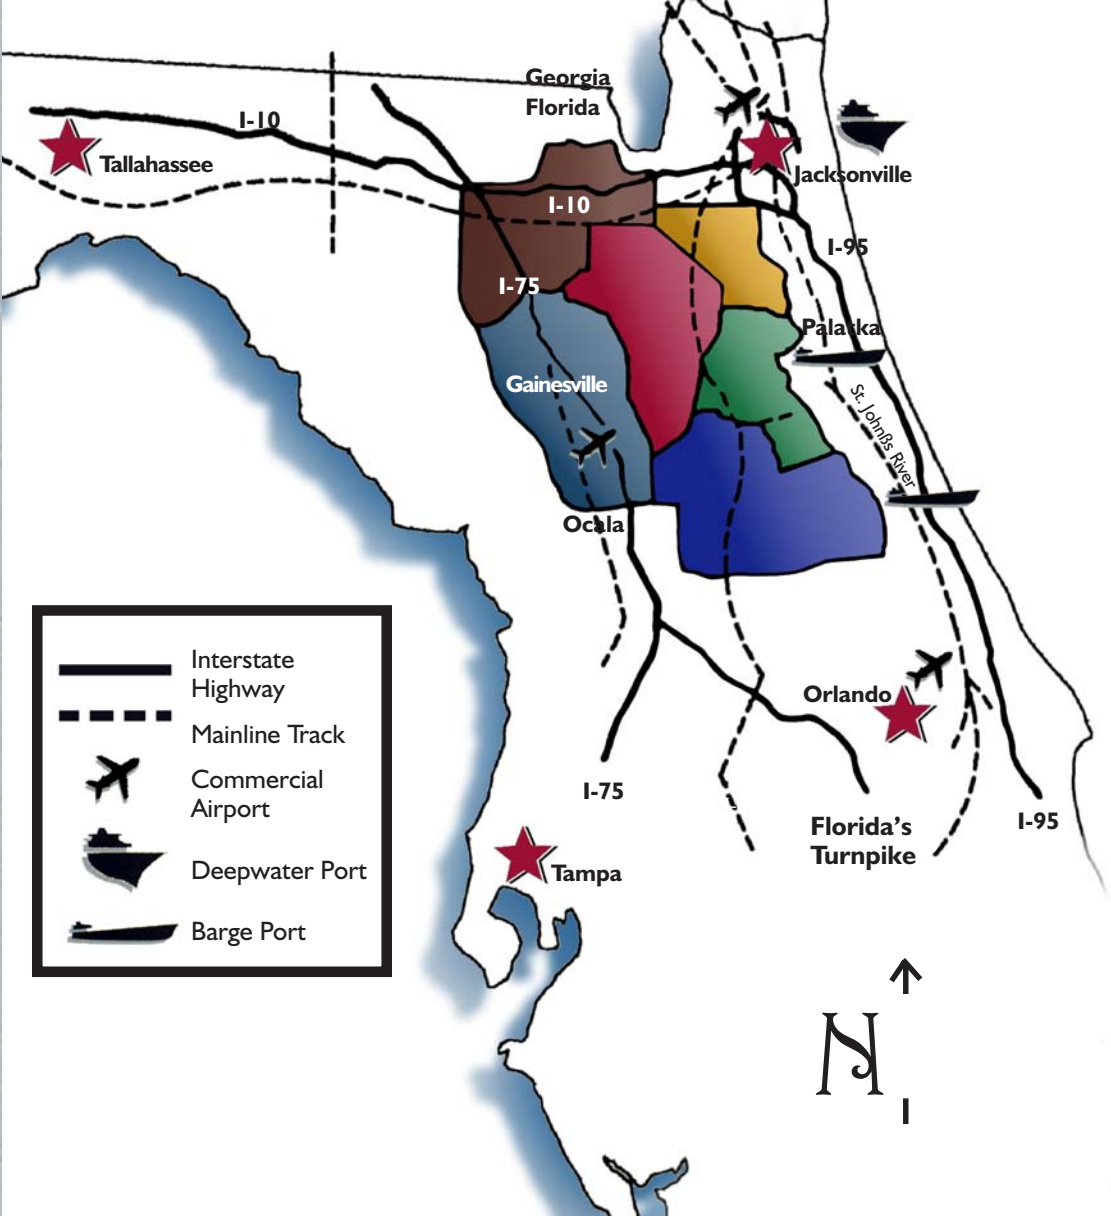 Georgia
Florida
I-10
Tallahassee
Jacksonville
I-10
I-95
I-75
Palatka
Gainesville
St. Johnßs River
Ocala
Interstate
Highway
Mainline Track
Commercial
Airport
Deepwater Port
Barge Port
Orlando
I-75
Florida’s
Turnpike
I-95
Tampa
N